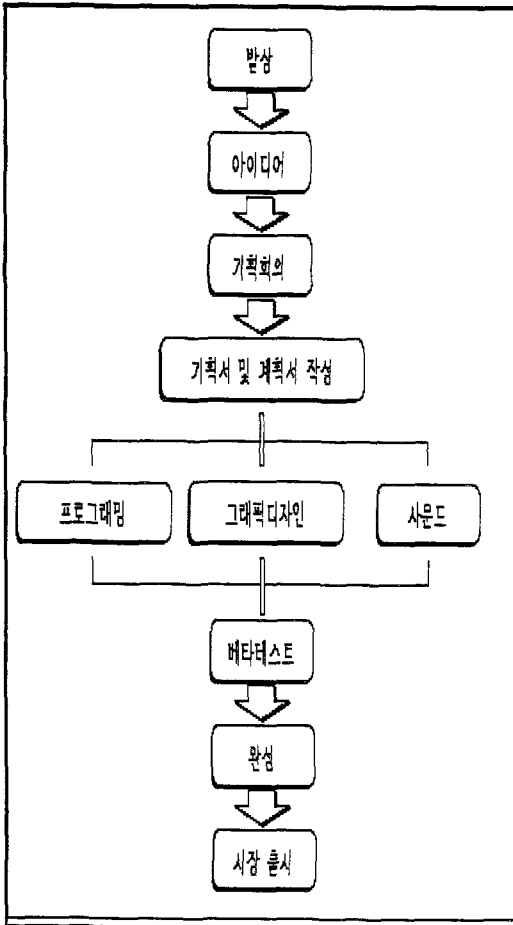 발상
아이디어
기획회의
기획서 및 계획서 작성
프로그래밍
그래픽디자인
사운드
베타테스트
완성
시장 출시